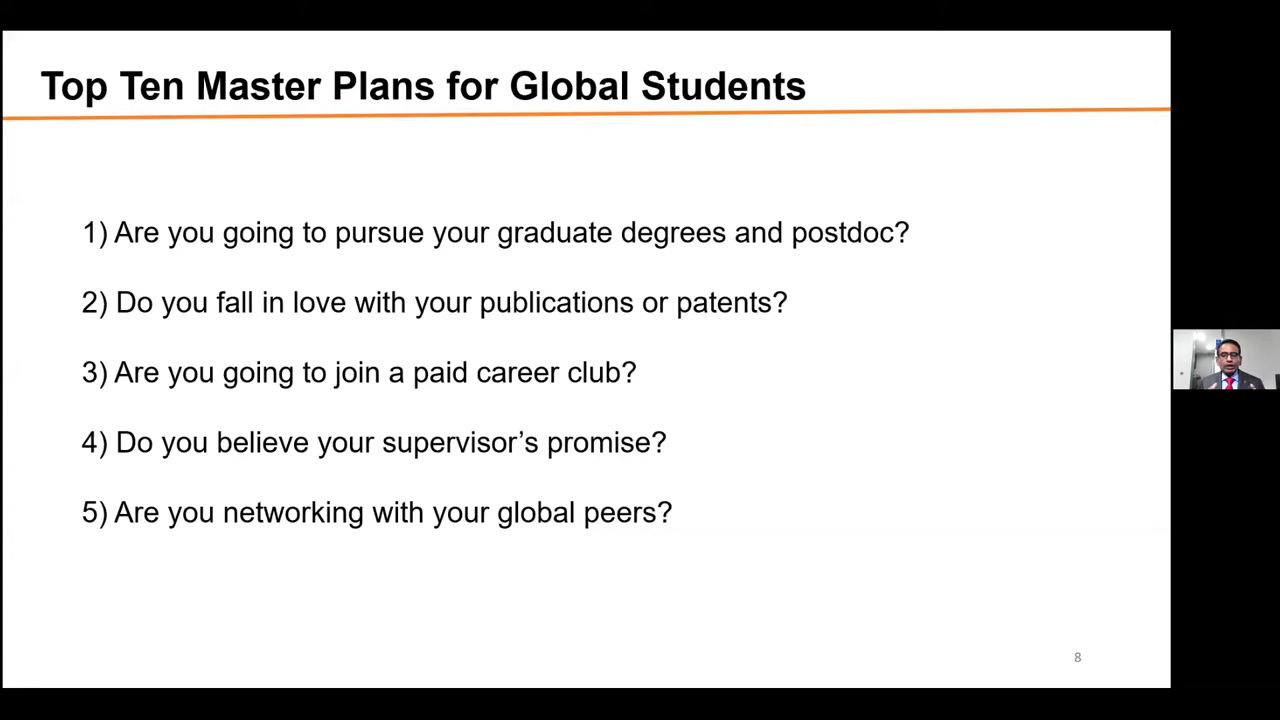 Top Ten Master Plans for Global Students
1) Are you going to pursue your graduate degrees and postdoc?
2) Do you fall in love with your publications or patents?
3) Are you going to join a paid career club?
4) Do you believe your supervisor’s promise?
5) Are you networking with your global peers?
8